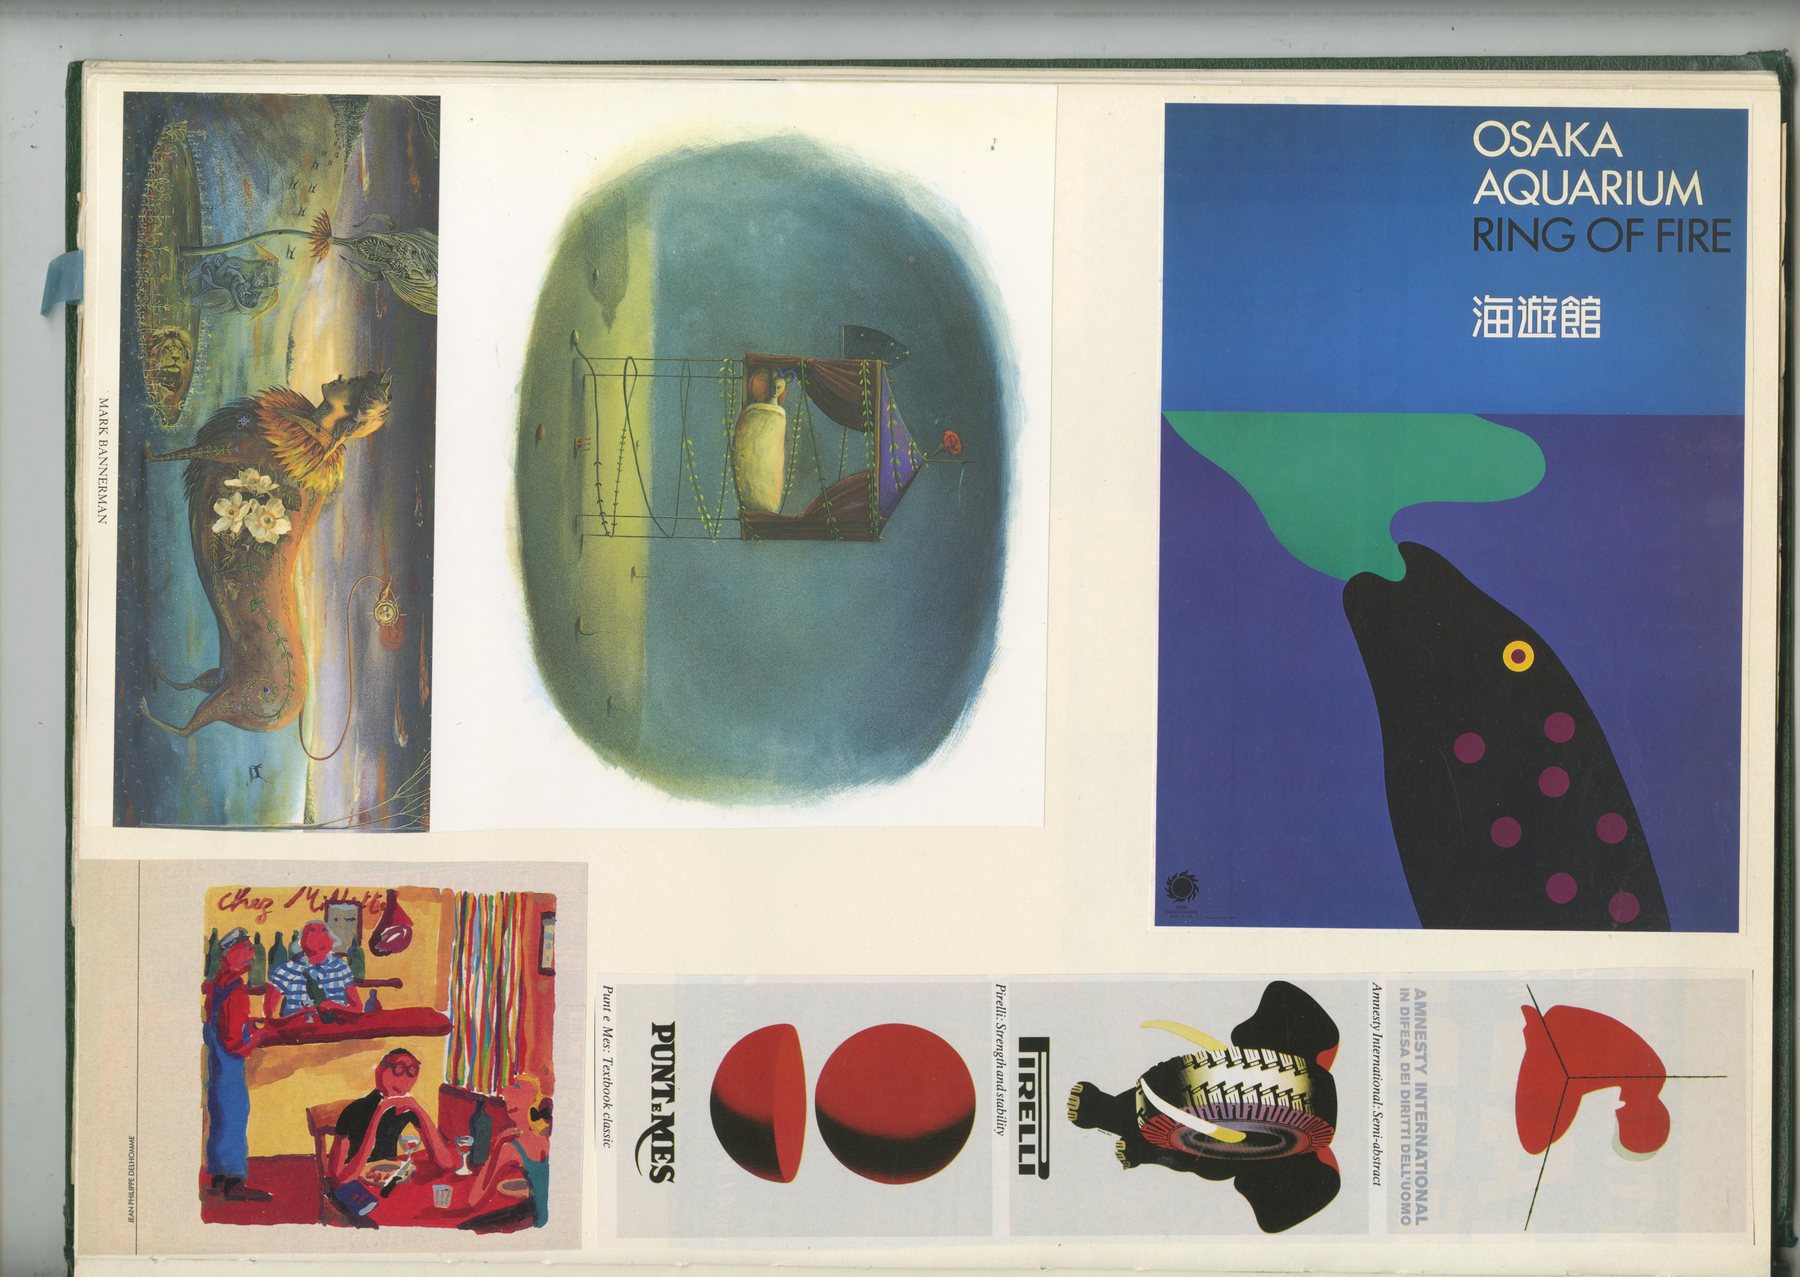 OSAKA
AQUARIUM
RING OF FIRE
海遊館
MARK BANNERMAN
Chez
JEAN PHILIPPE DELHOMME
Punt e Mes: Textbook classic
PUNT E MES
Pirelli: Strength and stability
PIRELLI
Amnesty International: Semi-abstract
AMNESTY INTERNATIONAL
IN DIFESA DEI DIRITTI DELL'UOMO